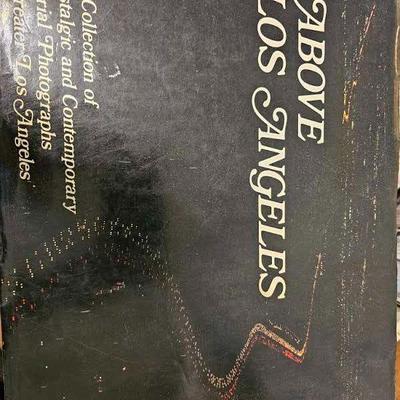 ABOVE
LOS ANGELES
Collection of
stalgic and Contemporary
rial Photographs
reater Los Angeles